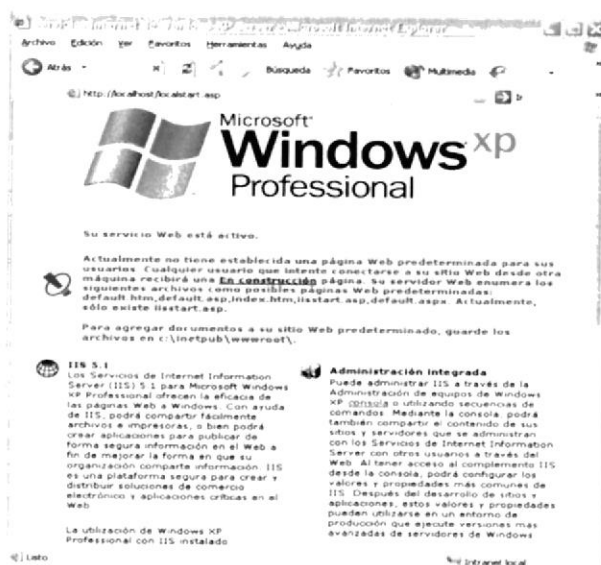 Archivo Edición Ver Favoritos Herramientas Ayuda
Atrás Búsqueda Favoritos Multimedia
http://localhost/localstart.asp Ir
Microsoft
Windows xp
Professional
Su servicio Web está activo.
Actualmente no tiene establecida una página Web predeterminada para sus
usuarios. Cualquier usuario que intente conectarse a su sitio Web desde otra
máquina recibirá una En construcción página. Su servidor Web enumera los
siguientes archivos como posibles páginas Web predeterminadas:
default.htm,default.asp,index.htm,iisstart.asp,default.aspx. Actualmente,
sólo existe iisstart.asp.
Para agregar documentos a su sitio Web predeterminado, guarde los
archivos en c:\inetpub\wwwroot\.
IIS 5.1
Los Servicios de Internet Information
Server (IIS) 5.1 para Microsoft Windows
XP Professional ofrecen la eficacia de
las páginas Web a Windows. Con ayuda
de IIS, podrá compartir fácilmente
archivos e impresoras, o bien podrá
crear aplicaciones para publicar de
forma segura información en el Web a
fin de mejorar la forma en que su
organización comparte información. IIS
es una plataforma segura para crear y
distribuir soluciones de comercio
electrónico y aplicaciones críticas en el
Web
La utilización de Windows XP
Professional con IIS instalado
Administración integrada
Puede administrar IIS a través de la
Administración de equipos de Windows
XP consola o utilizando secuencias de
comandos. Mediante la consola, podrá
también compartir el contenido de sus
sitios y servidores que se administran
con los Servicios de Internet Information
Server con otros usuarios a través del
Web. Al tener acceso al complemento IIS
desde la consola, podrá configurar los
valores y propiedades más comunes de
IIS. Después del desarrollo de sitios y
aplicaciones, estos valores y propiedades
pueden utilizarse en un entorno de
producción que ejecute versiones más
avanzadas de servidores de Windows
Listo Intranet local